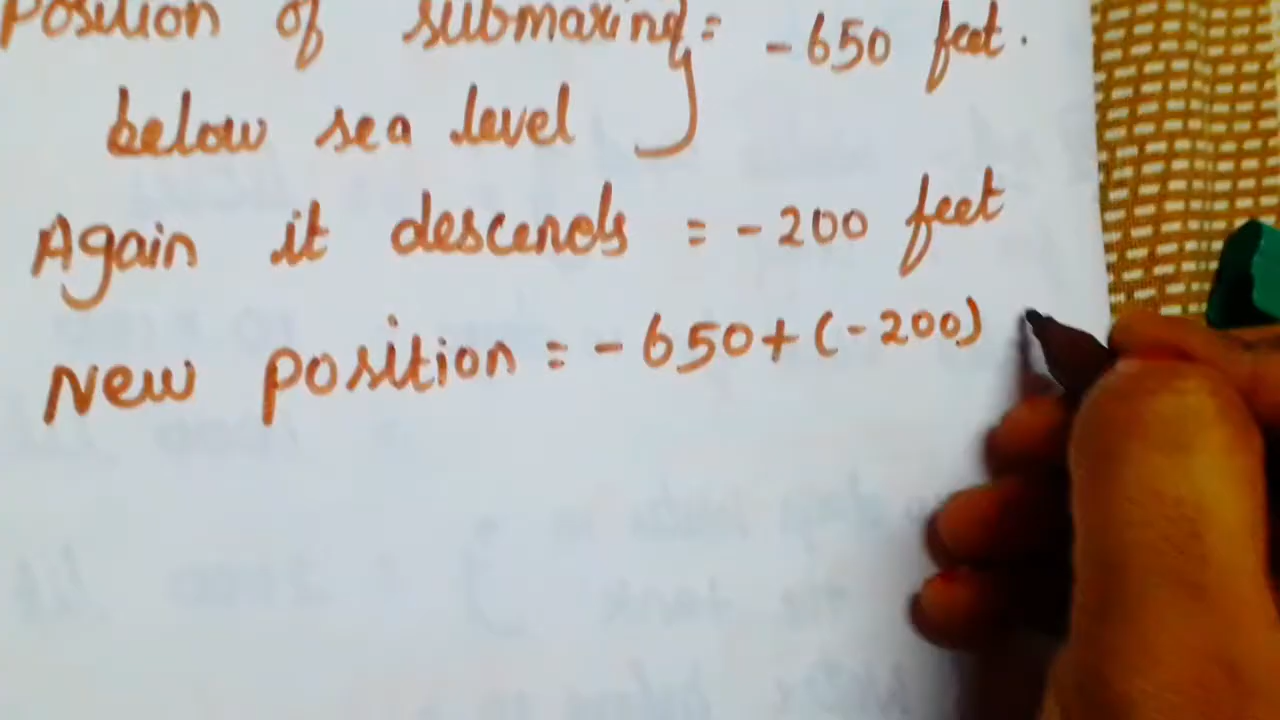 Position of submarine = -650 feet.
below sea level
Again it descends = -200 feet
New position = -650+(-200)